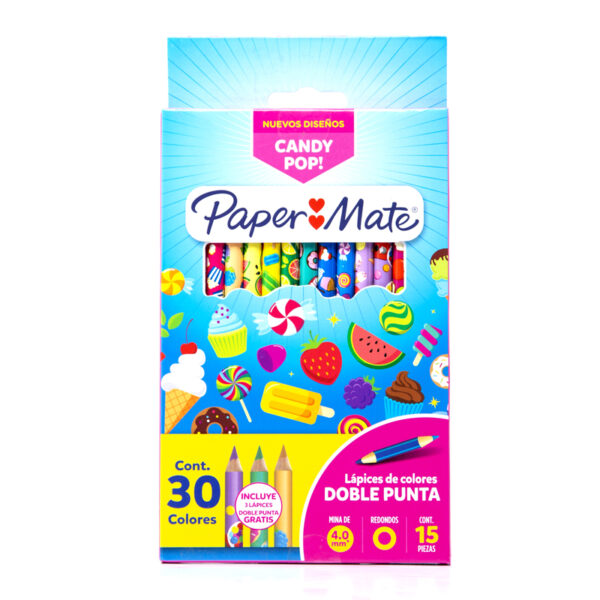 NUEVOS DISEÑOS
CANDY
POP!
Paper Mate®
Cont.
30
Colores
INCLUYE
3 LÁPICES
DOBLE PUNTA
GRATIS
Lápices de colores
DOBLE PUNTA
MINA DE
4.0
mm*
REDONDOS
CONT.
15
PIEZAS